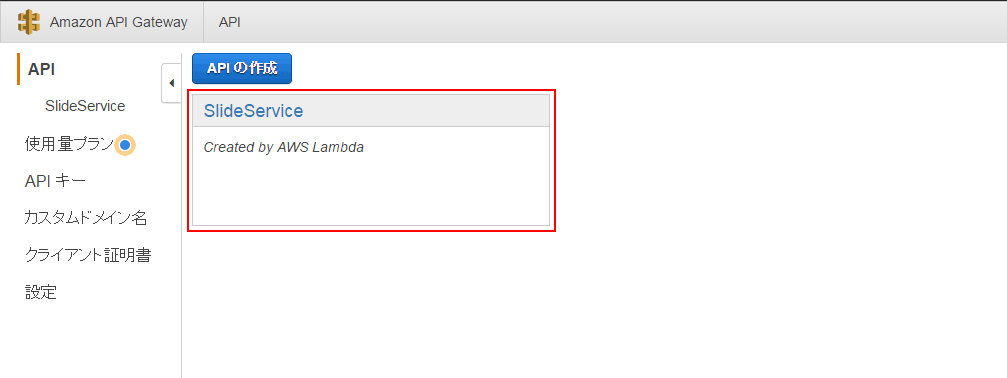 Amazon API Gateway API
API
SlideService
使用量プラン
API キー
カスタムドメイン名
クライアント証明書
設定
API の作成
SlideService
Created by AWS Lambda